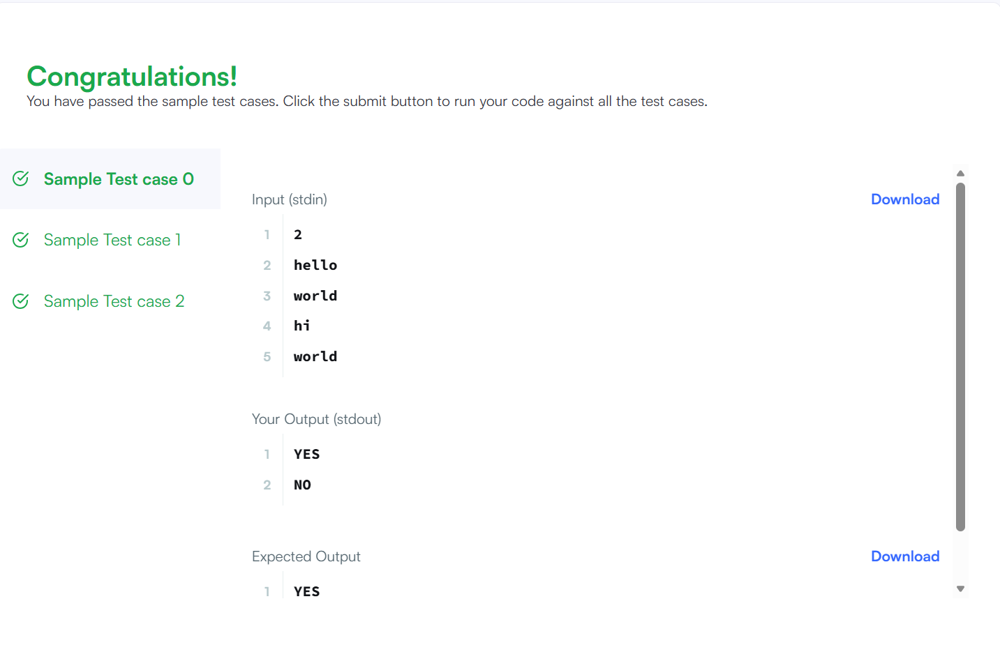 Congratulations!
You have passed the sample test cases. Click the submit button to run your code against all the test cases.
Sample Test case 0
Sample Test case 1
Sample Test case 2
Input (stdin)
Download
1 2
2 hello
3 world
4 hi
5 world
Your Output (stdout)
1 YES
2 NO
Expected Output
Download
1 YES